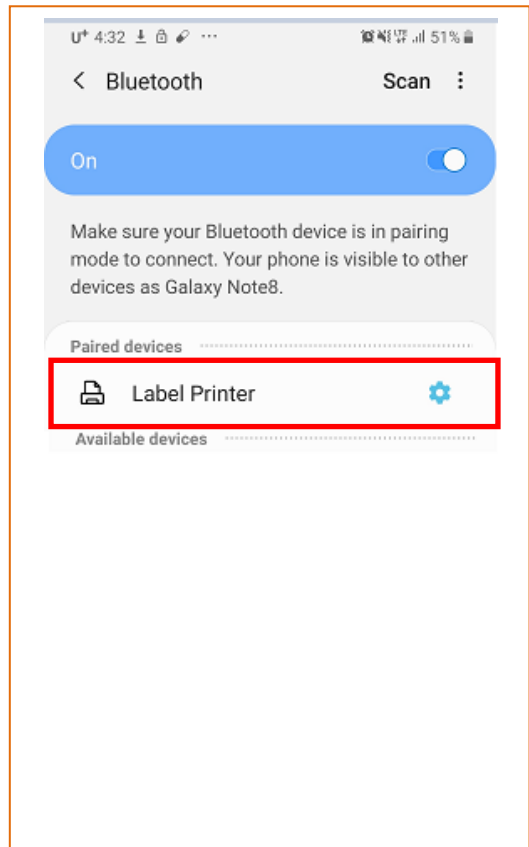 U+ 4:32 ... 51%
Bluetooth Scan
On
Make sure your Bluetooth device is in pairing
mode to connect. Your phone is visible to other
devices as Galaxy Note8.
Paired devices
Label Printer
Available devices